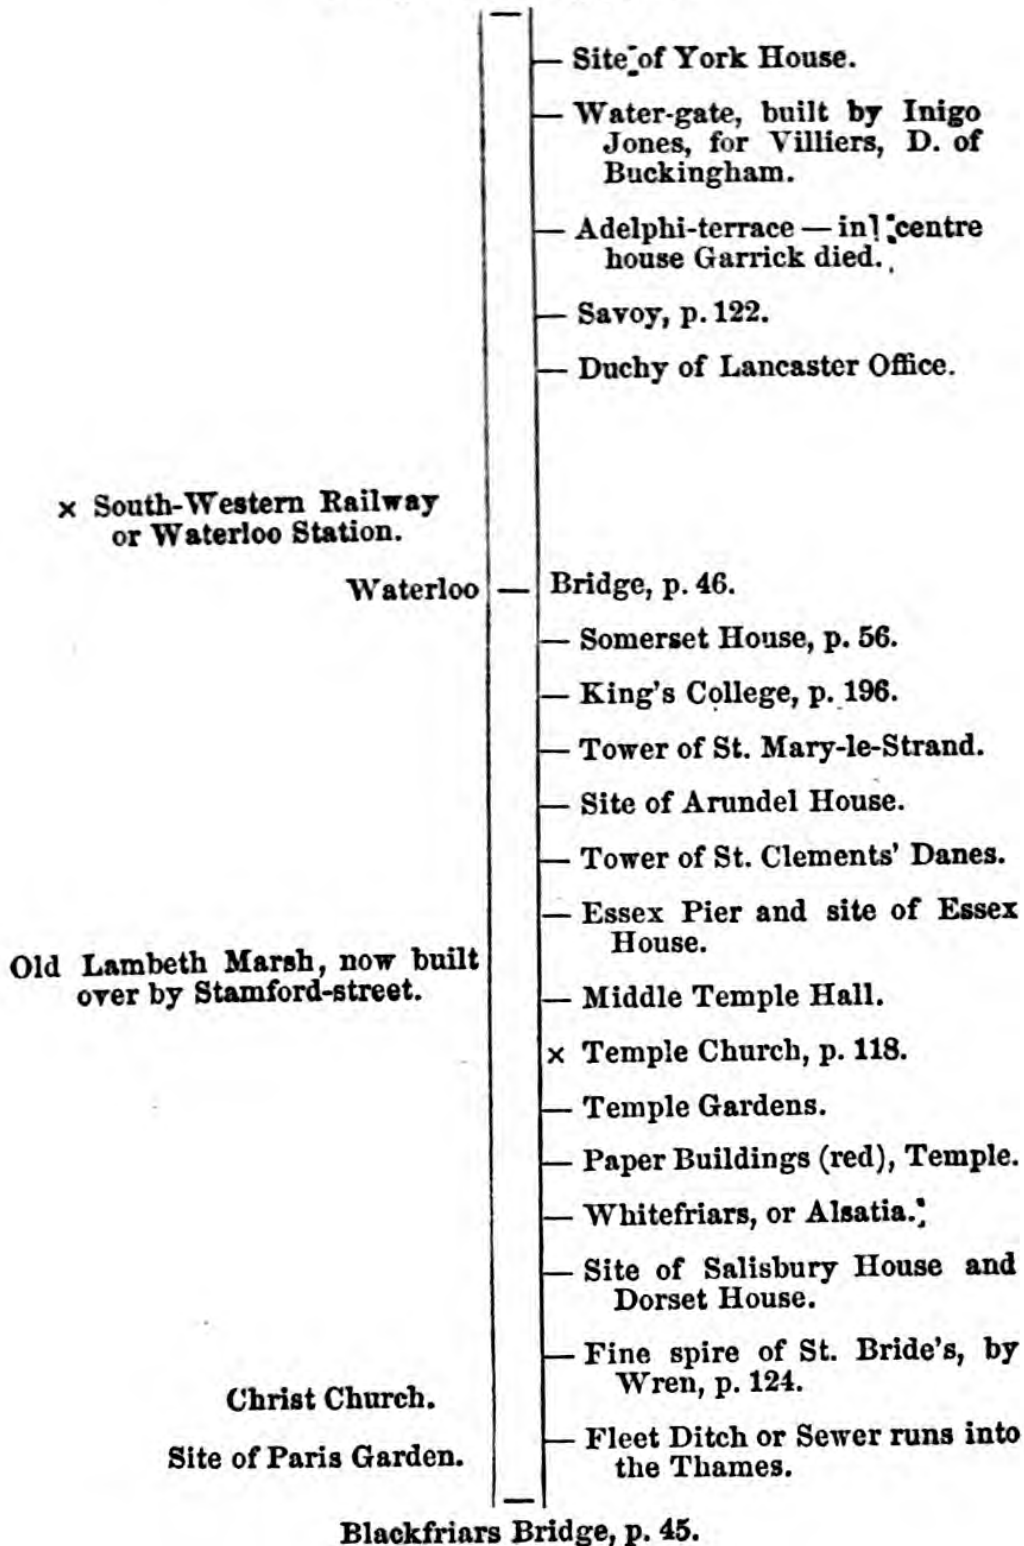 Site of York House.
Water-gate, built by Inigo
Jones, for Villiers, D. of
Buckingham.
Adelphi-terrace — in centre
house Garrick died.
Savoy, p. 122.
Duchy of Lancaster Office.
× South-Western Railway
or Waterloo Station.
Waterloo — Bridge, p. 46.
Somerset House, p. 56.
King's College, p. 196.
Tower of St. Mary-le-Strand.
Site of Arundel House.
Tower of St. Clements' Danes.
Essex Pier and site of Essex
House.
Old Lambeth Marsh, now built
over by Stamford-street.
Middle Temple Hall.
× Temple Church, p. 118.
Temple Gardens.
Paper Buildings (red), Temple.
Whitefriars, or Alsatia.
Site of Salisbury House and
Dorset House.
Fine spire of St. Bride's, by
Wren, p. 124.
Christ Church.
Fleet Ditch or Sewer runs into
the Thames.
Site of Paris Garden.
Blackfriars Bridge, p. 45.